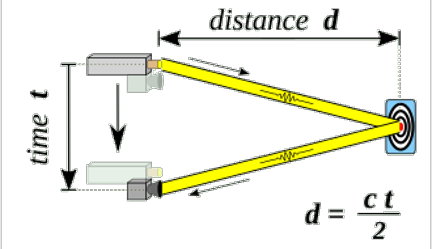 distance d
time t
d = c t
2